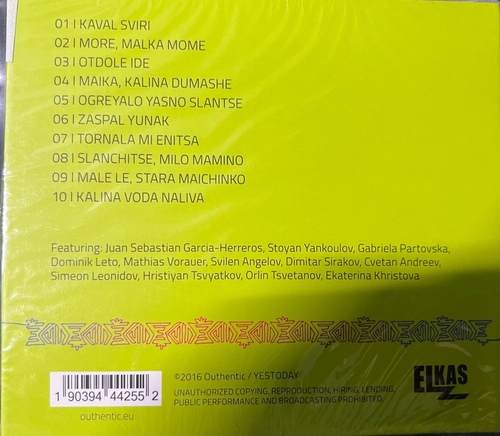 01 I KAVAL SVIRI
02 I MORE, MALKA MOME
03 I OTDOLE IDE
04 I MAIKA, KALINA DUMASHE
05 I OGREYALO YASNO SLANTSE
06 I ZASPAL YUNAK
07 I TORNALA MI ENITSA
08 I SLANCHITSE, MILO MAMINO
09 I MALE LE, STARA MAICHINKO
10 I KALINA VODA NALIVA
Featuring: Juan Sebastian Garcia-Herreros, Stoyan Yankoulov, Gabriela Partovska,
Dominik Leto, Mathias Vorauer, Svilen Angelov, Dimitar Sirakov, Cvetan Andreev,
Simeon Leonidov, Hristiyan Tsvyatkov, Orlin Tsvetanov, Ekaterina Khristova
1 90394 44255 2
outhentic.eu
©2016 Outhentic / YESTODAY
UNAUTHORIZED COPYING, REPRODUCTION, HIRING, LENDING,
PUBLIC PERFORMANCE AND BROADCASTING PROHIBITED.
ELKAS